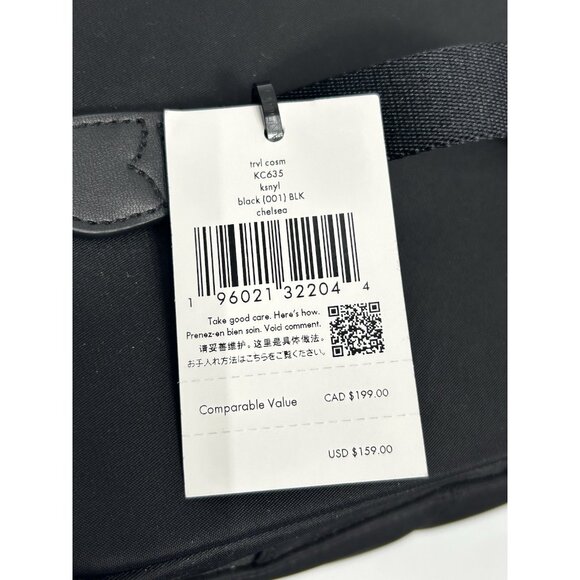 trvl cosm
KC635
ksnyl
black (001) BLK
chelsea
1 96021 32204 4
Take good care. Here's how.
Prenez-en bien soin. Voici comment.
请妥善维护。这里是具体做法。
お手入れ方法はこちらをご覧ください。
Comparable Value CAD $199.00
USD $159.00